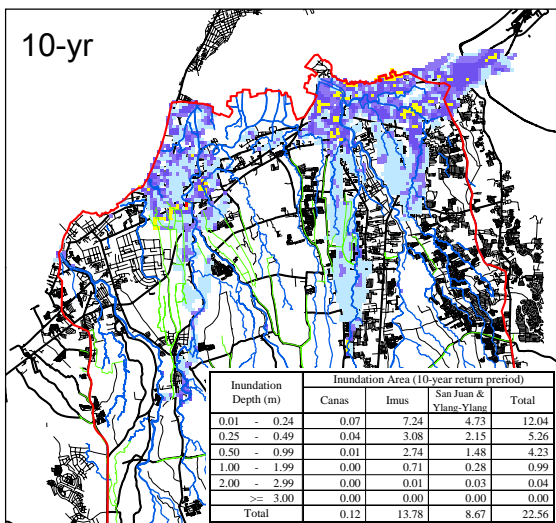 10-yr
Inundation Depth (m) Inundation Area (10-year return preriod)
Canas Imus San Juan & Ylang-Ylang Total
0.01 - 0.24 0.07 7.24 4.73 12.04
0.25 - 0.49 0.04 3.08 2.15 5.26
0.50 - 0.99 0.01 2.74 1.48 4.23
1.00 - 1.99 0.00 0.71 0.28 0.99
2.00 - 2.99 0.00 0.01 0.03 0.04
>= 3.00 0.00 0.00 0.00 0.00
Total 0.12 13.78 8.67 22.56